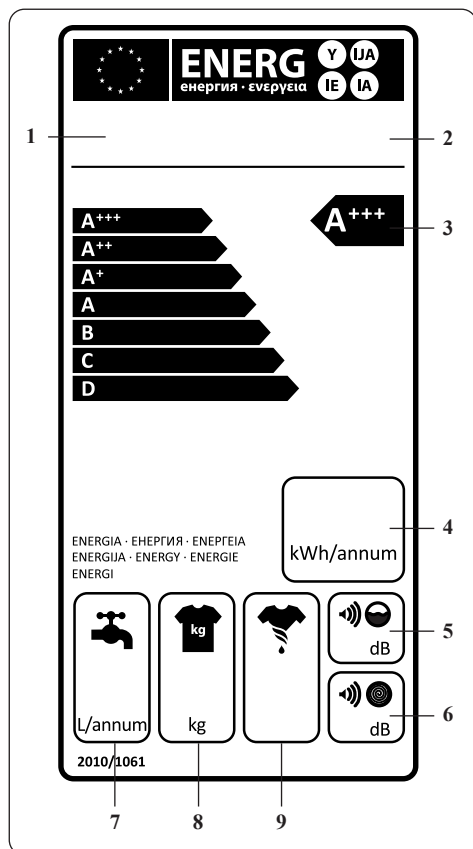 ENERG Y IJA
енергия · ενεργεια IE IA
1 2
A+++ A+++ 3
A++
A+
A
B
C
D
4
kWh/annum
ENERGIA · ЕНЕРГИЯ · ΕΝΕΡΓΕΙΑ
ENERGIJA · ENERGY · ENERGIE
ENERGI
kg
5
dB
6
L/annum kg dB
2010/1061
7 8 9